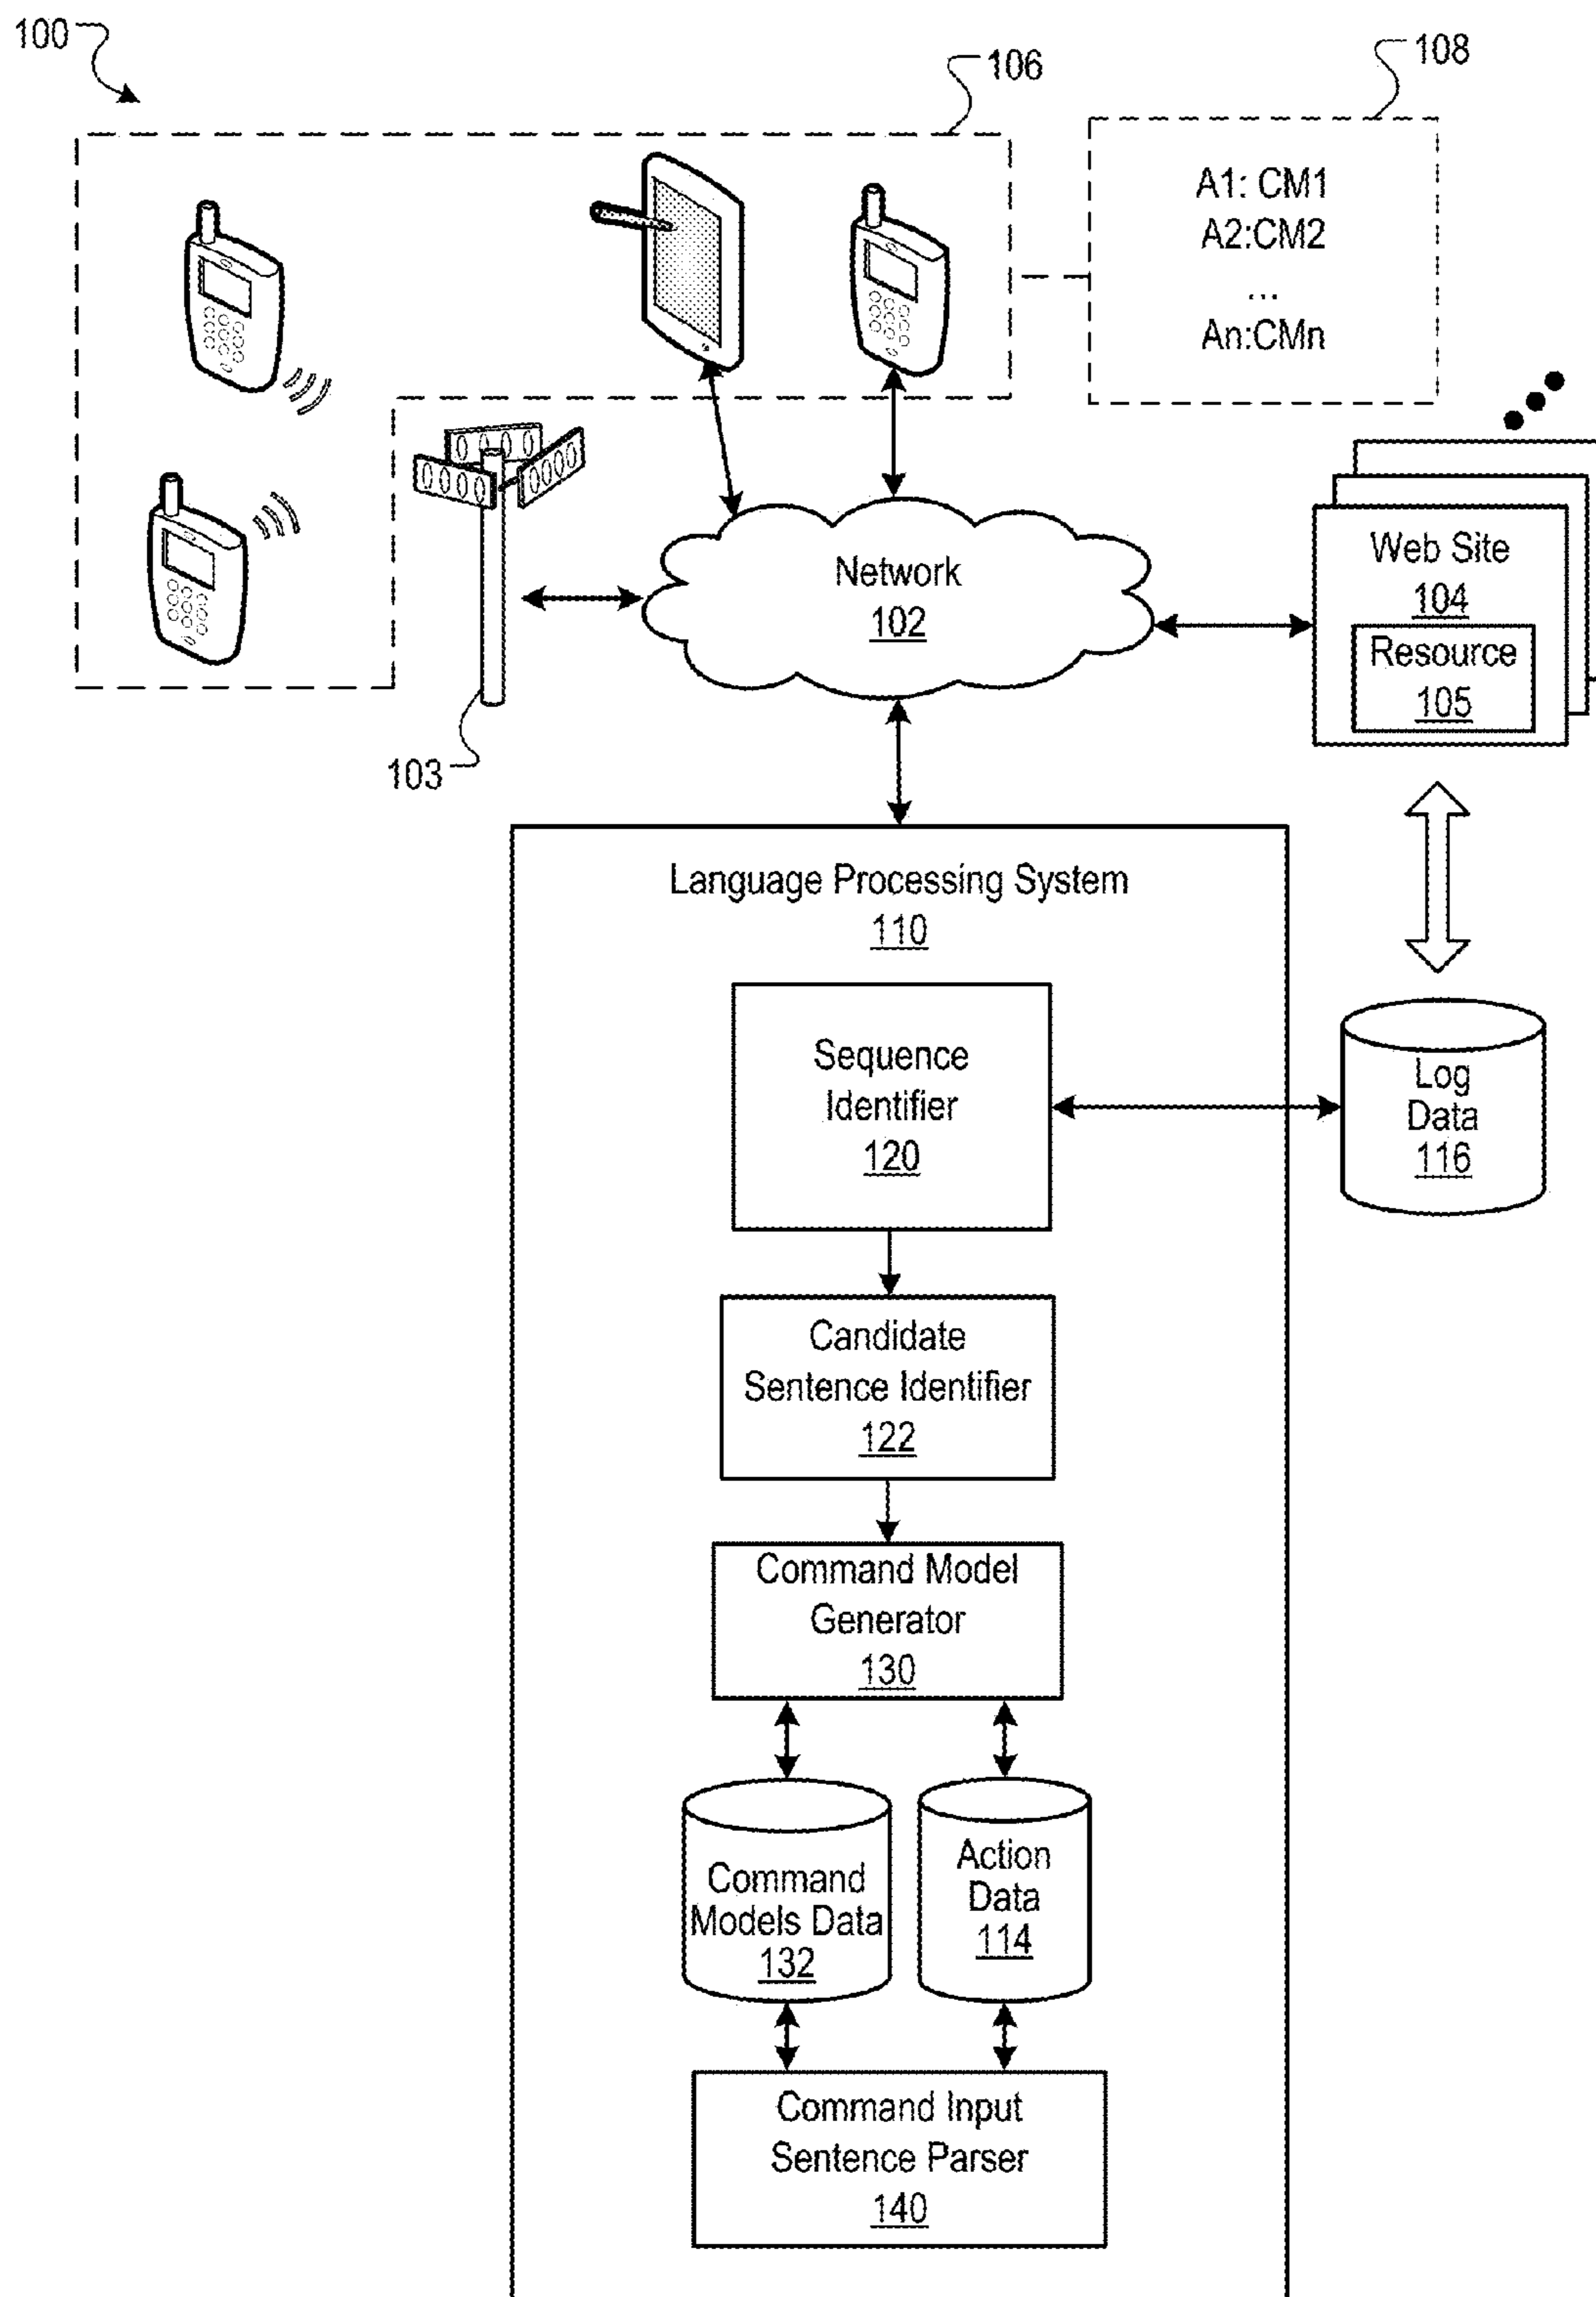 100
106
108
A1: CM1
A2:CM2
...
An:CMn
Network
102
Web Site
104
Resource
105
103
Language Processing System
110
Sequence
Identifier
120
Log
Data
116
Candidate
Sentence Identifier
122
Command Model
Generator
130
Command
Models Data
132
Action
Data
114
Command Input
Sentence Parser
140